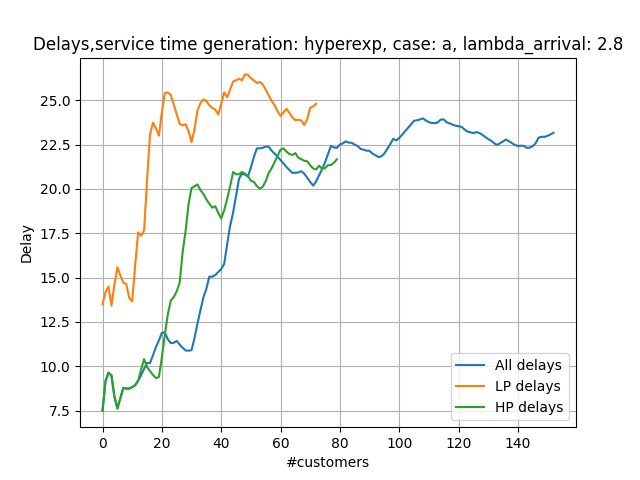 Delays,service time generation: hyperexp, case: a, lambda_arrival: 2.8
25.0
22.5
20.0
17.5
15.0
12.5
10.0
7.5
Delay
0 20 40 60 80 100 120 140
#customers
All delays
LP delays
HP delays